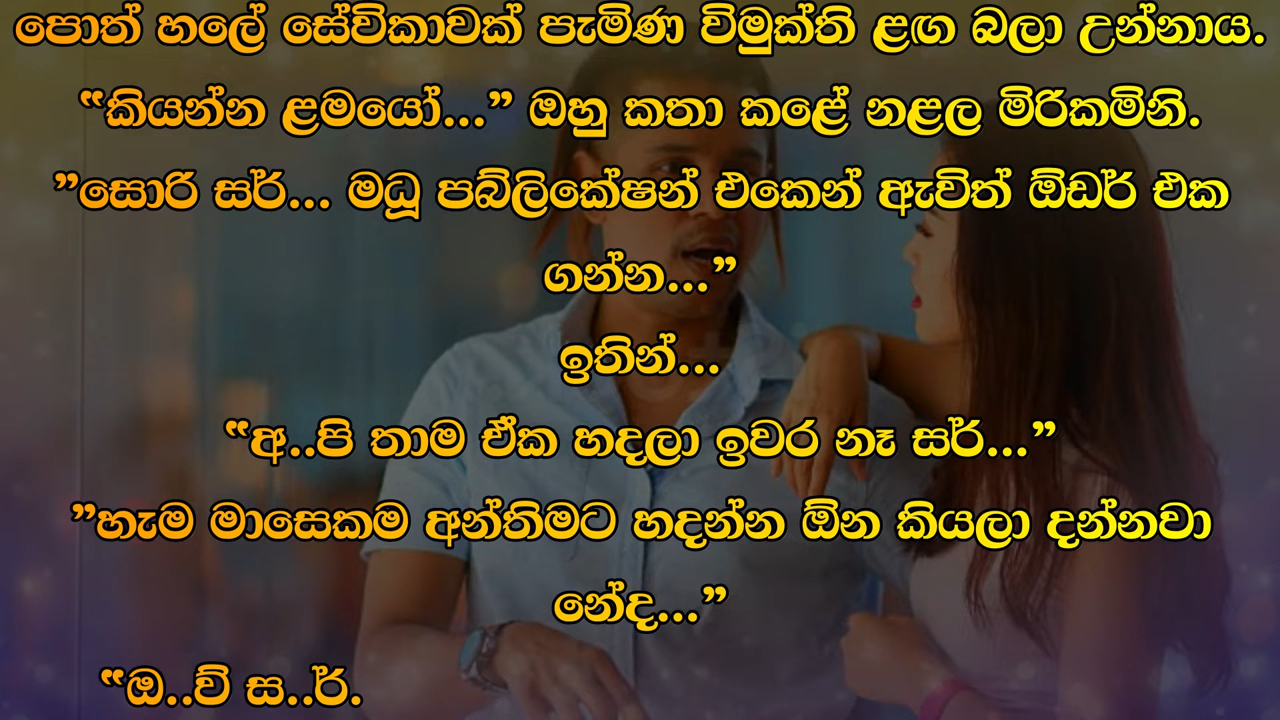 පොත් හලේ සේවිකාවක් පැමිණ විමුක්ති ළඟ බලා උන්නාය.
“කියන්න ළමයෝ...” ඔහු කතා කළේ නළල මිරිකමිනි.
”සොරි සර්... මධූ පබ්ලිකේෂන් එකෙන් ඇවිත් ඕඩර් එක
ගන්න...”
ඉතින්...
“අ..පි තාම ඒක හදලා ඉවර නෑ සර්...”
”හැම මාසෙකම අන්තිමට හදන්න ඕන කියලා දන්නවා
නේද...”
“ඔ..ව් ස..ර්.